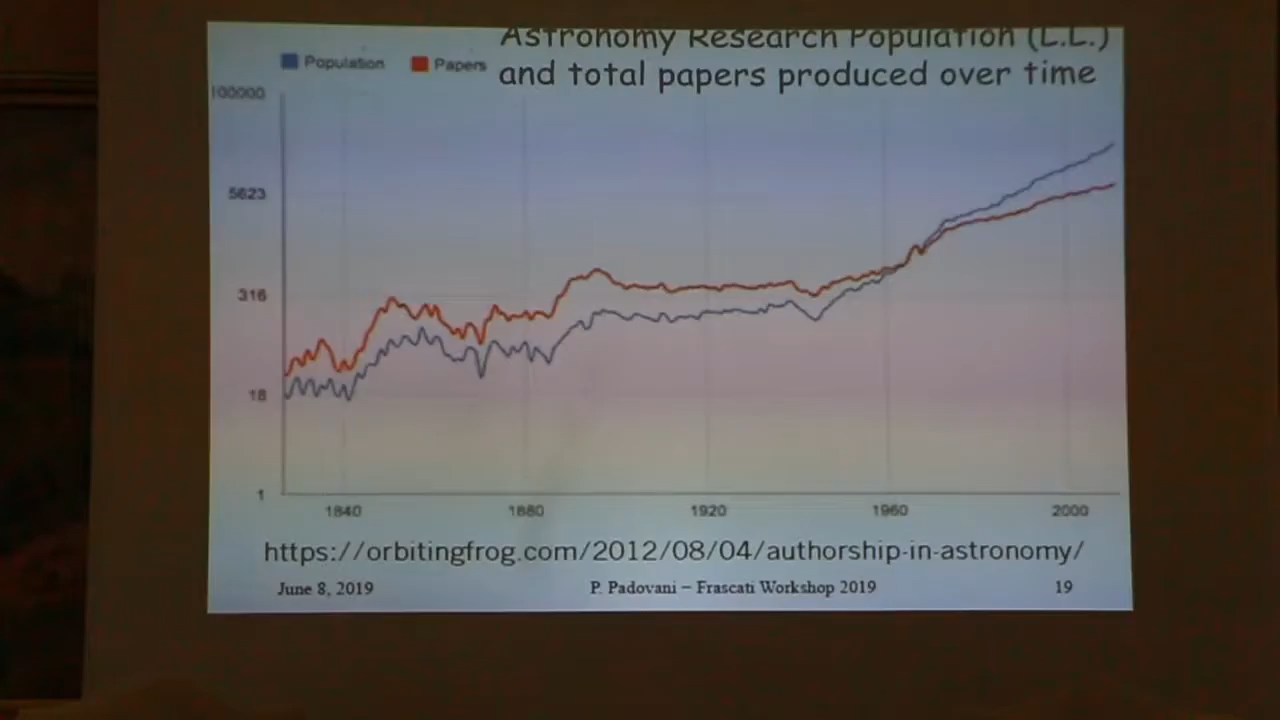 Astronomy Research Population (L.L.)
and total papers produced over time
Population
Papers
100000
5623
316
18
1
1840
1880
1920
1960
2000
https://orbitingfrog.com/2012/08/04/authorship-in-astronomy/
June 8, 2019
P. Padovani – Frascati Workshop 2019
19